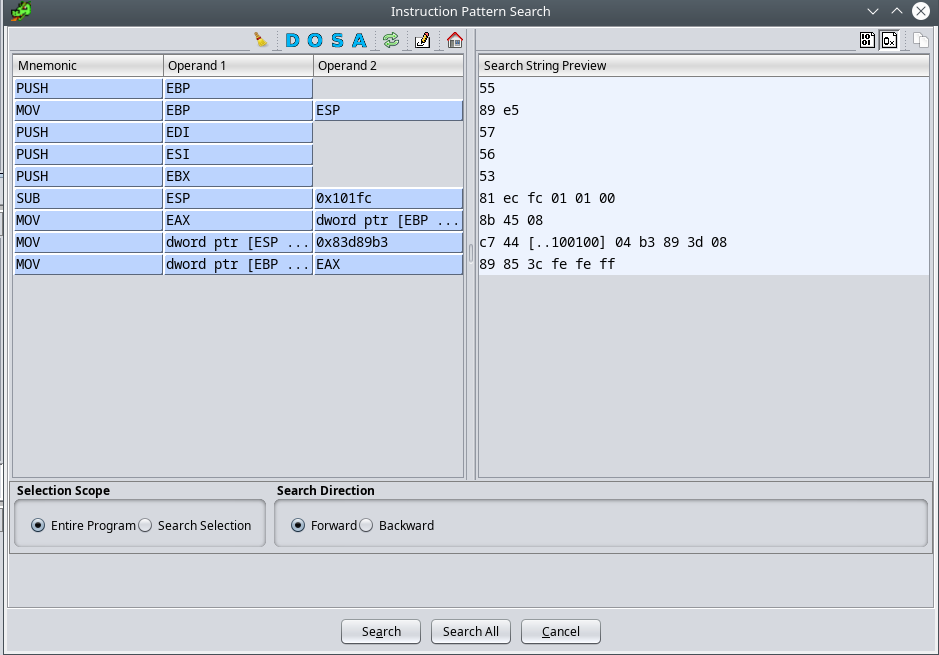 Instruction Pattern Search
D O S A
Mnemonic Operand 1 Operand 2 Search String Preview
PUSH EBP 55
MOV EBP ESP 89 e5
PUSH EDI 57
PUSH ESI 56
PUSH EBX 53
SUB ESP 0x101fc 81 ec fc 01 01 00
MOV EAX dword ptr [EBP ... 8b 45 08
MOV dword ptr [ESP ... 0x83d89b3 c7 44 [..100100] 04 b3 89 3d 08
MOV dword ptr [EBP ... EAX 89 85 3c fe fe ff
Selection Scope Search Direction
Entire Program Search Selection Forward Backward
Search Search All Cancel